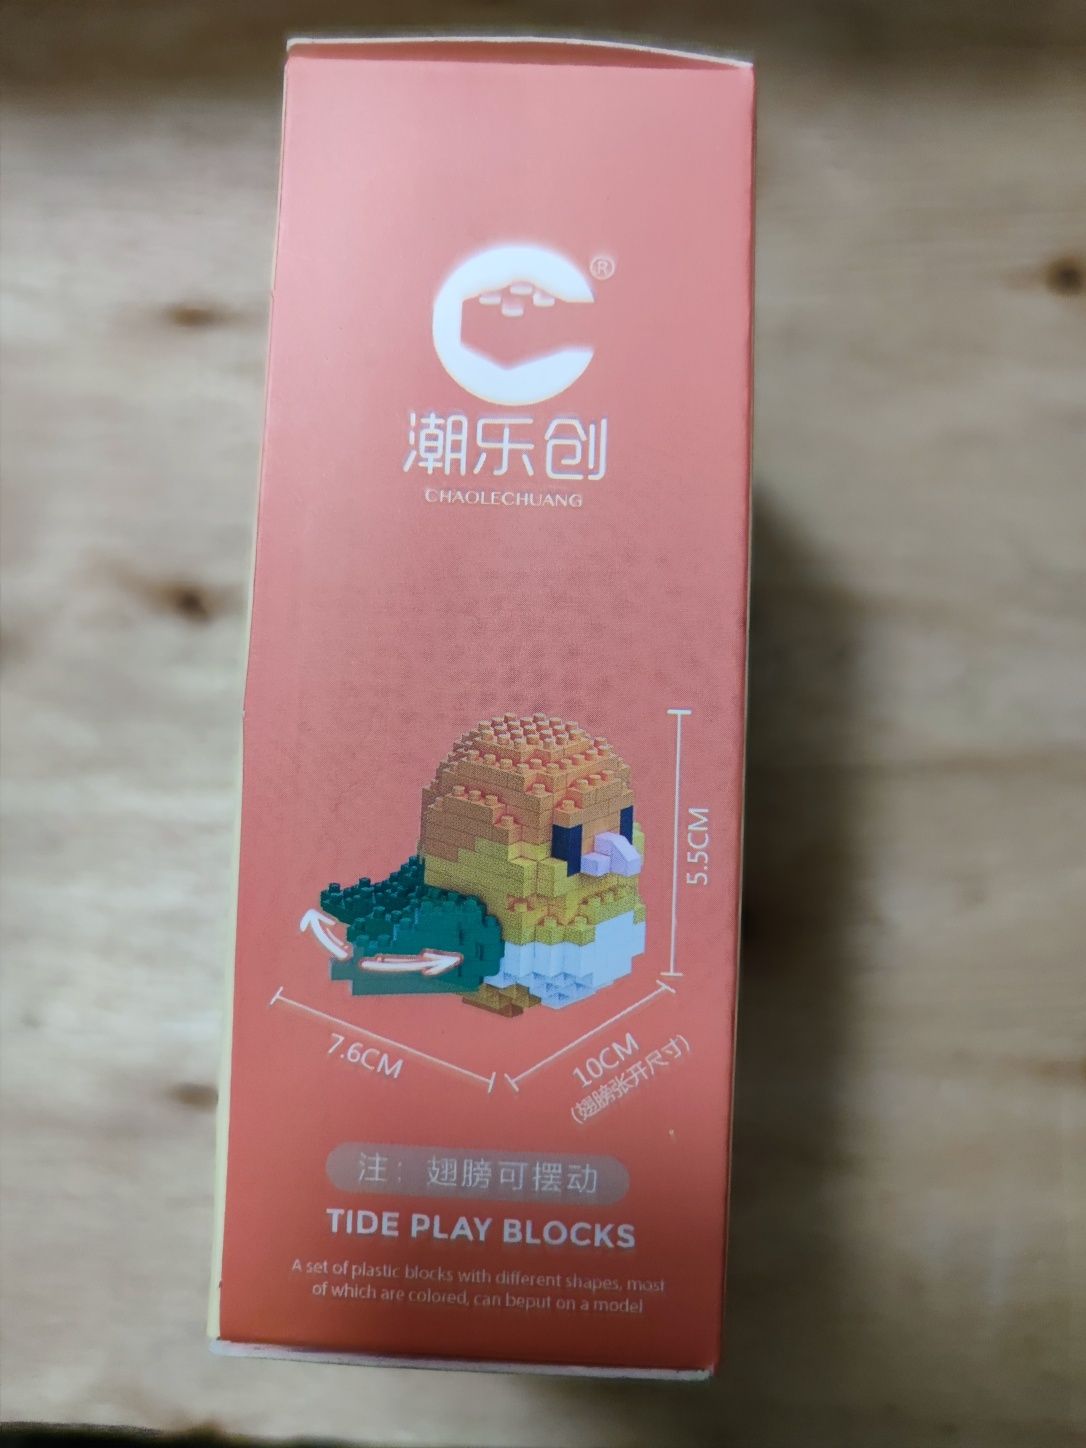 ®
潮乐创
CHAOLECHUANG
5.5CM
7.6CM
10CM
(翅膀张开尺寸)
注：翅膀可摆动
TIDE PLAY BLOCKS
A set of plastic blocks with different shapes, most
of which are colored, can beput on a model